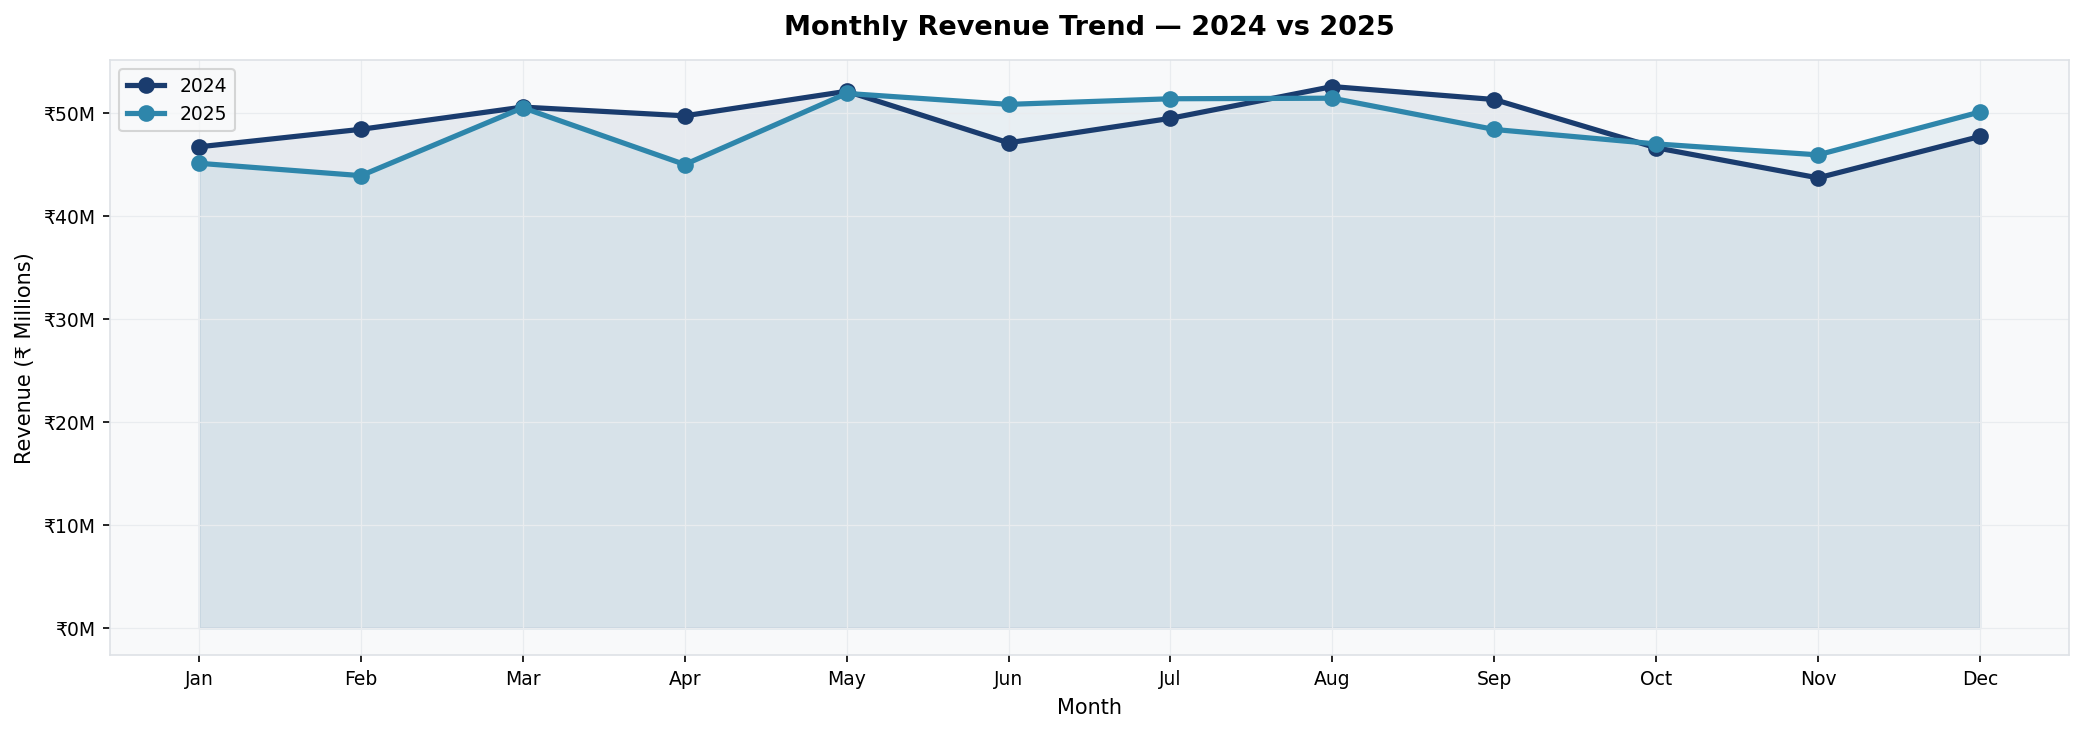 Monthly Revenue Trend — 2024 vs 2025
2024
2025
₹50M
₹40M
₹30M
₹20M
₹10M
₹0M
Revenue (₹ Millions)
Jan Feb Mar Apr May Jun Jul Aug Sep Oct Nov Dec
Month